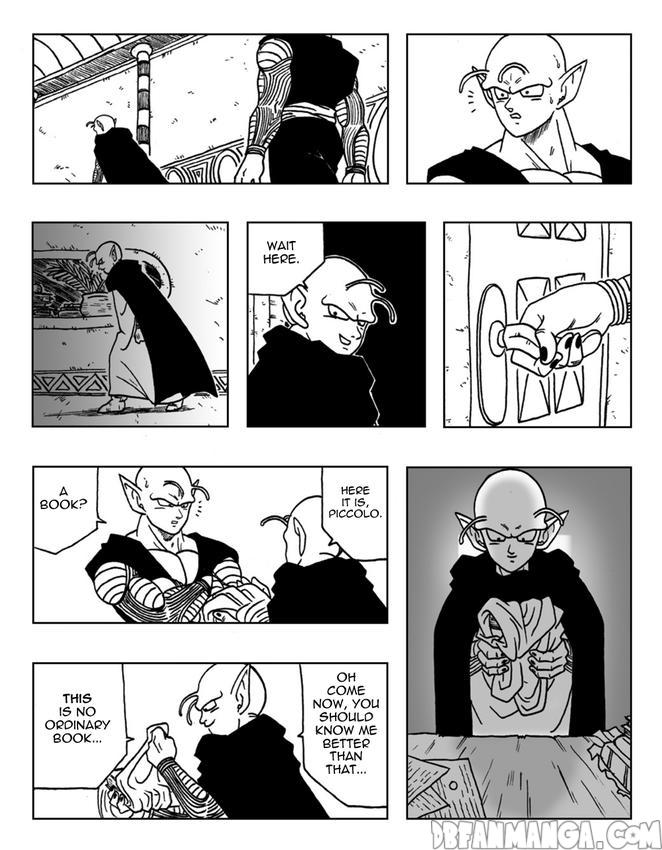 WAIT
HERE.
A
BOOK?
HERE
IT IS,
PICCOLO.
THIS
IS NO
ORDINARY
BOOK...
OH
COME
NOW, YOU
SHOULD
KNOW ME
BETTER
THAN
THAT...
DBFANMANGA.COM